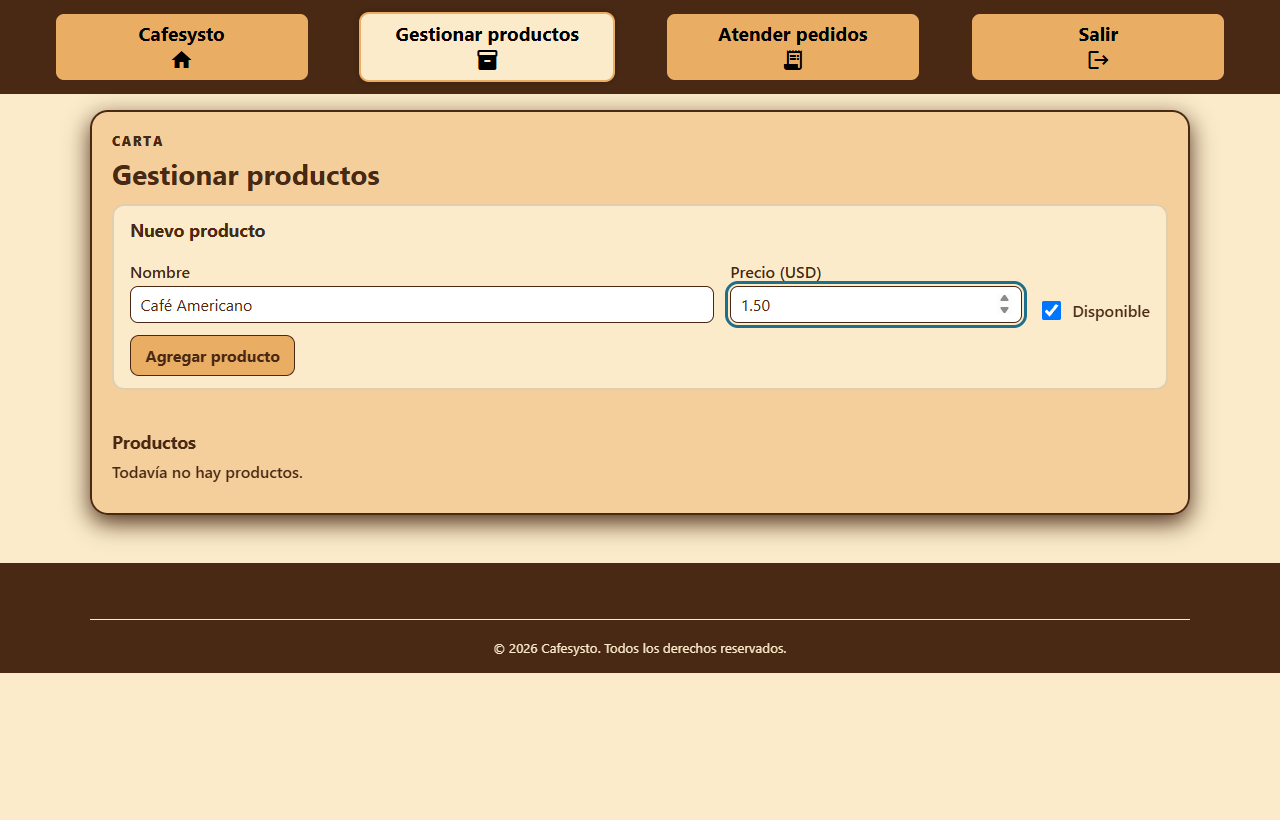 Cafesysto
Gestionar productos
Atender pedidos
Salir
CARTA
Gestionar productos
Nuevo producto
Nombre
Precio (USD)
Café Americano
1.50
Disponible
Agregar producto
Productos
Todavía no hay productos.
© 2026 Cafesysto. Todos los derechos reservados.